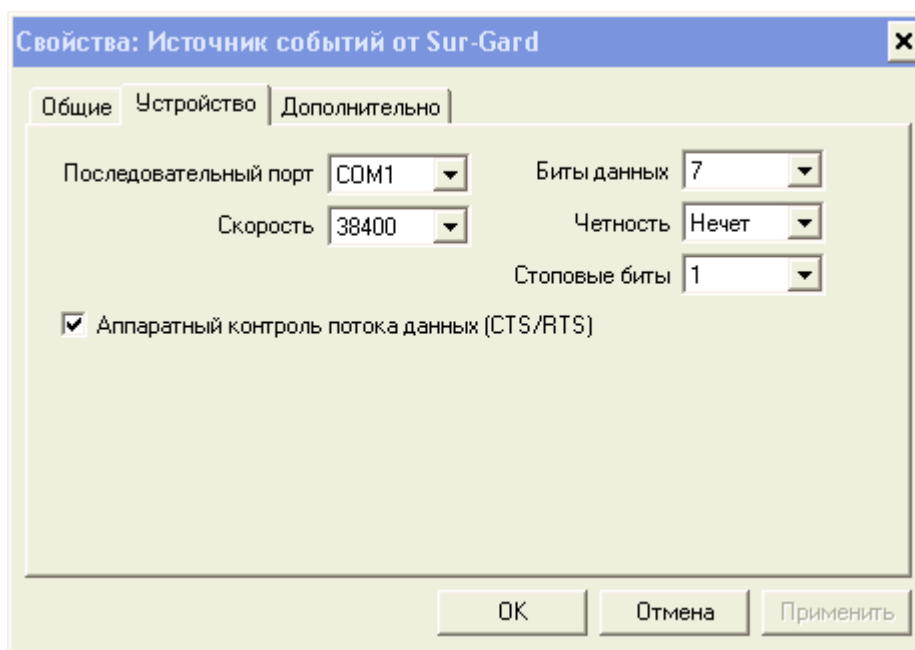 Свойства: Источник событий от Sur-Gard
Общие Устройство Дополнительно
Последовательный порт COM1 Биты данных 7
Скорость 38400 Четность Нечет
Стоповые биты 1
Аппаратный контроль потока данных (CTS/RTS)
OK Отмена Применить